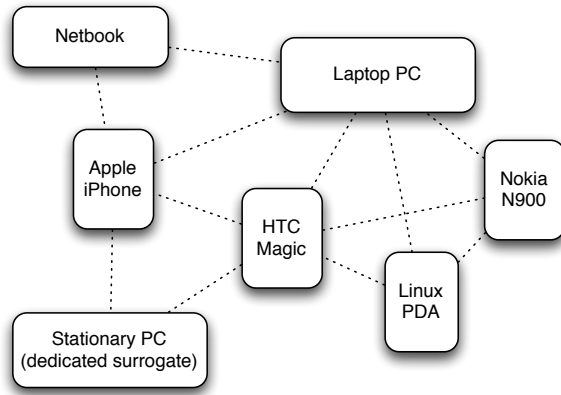 Netbook
Laptop PC
Apple
iPhone
Nokia
N900
HTC
Magic
Linux
PDA
Stationary PC
(dedicated surrogate)